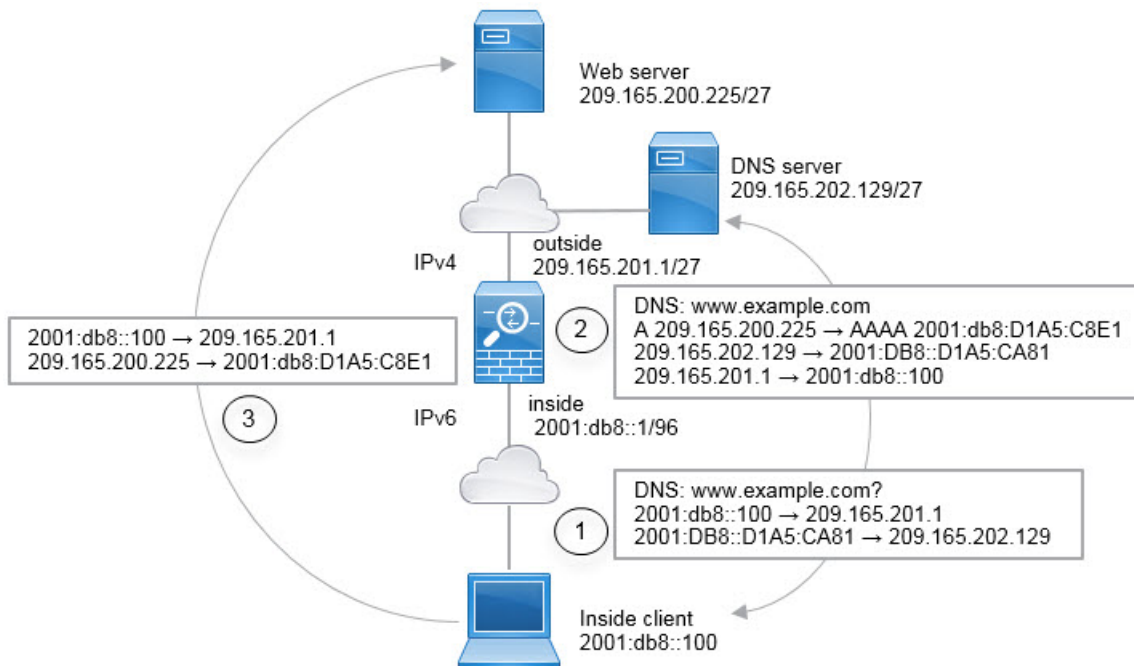 Web server
209.165.200.225/27
DNS server
209.165.202.129/27
outside
209.165.201.1/27
IPv4
2
DNS: www.example.com
A 209.165.200.225 → AAAA 2001:db8:D1A5:C8E1
209.165.202.129 → 2001:DB8::D1A5:CA81
209.165.201.1 → 2001:db8::100
2001:db8::100 → 209.165.201.1
209.165.200.225 → 2001:db8:D1A5:C8E1
3
IPv6
inside
2001:db8::1/96
1
DNS: www.example.com?
2001:db8::100 → 209.165.201.1
2001:DB8::D1A5:CA81 → 209.165.202.129
Inside client
2001:db8::100